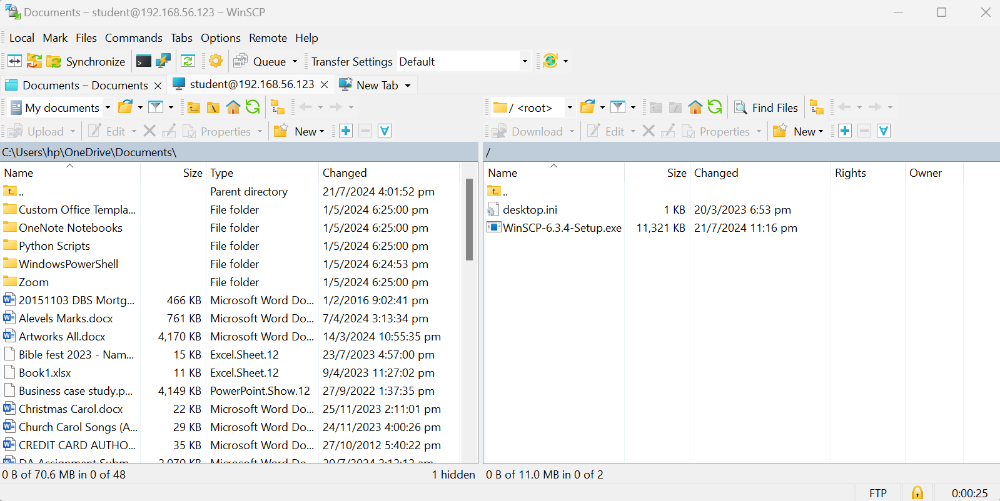 Documents – student@192.168.56.123 – WinSCP
Local Mark Files Commands Tabs Options Remote Help
Synchronize Queue Transfer Settings Default
Documents – Documents student@192.168.56.123 New Tab
My documents / <root> Find Files
Upload Edit Properties New Download Edit Properties New
C:\Users\hp\OneDrive\Documents\ /
Name Size Type Changed Name Size Changed Rights Owner
.. Parent directory 21/7/2024 4:01:52 pm ..
Custom Office Templa... File folder 1/5/2024 6:25:00 pm desktop.ini 1 KB 20/3/2023 6:53 pm
OneNote Notebooks File folder 1/5/2024 6:25:00 pm WinSCP-6.3.4-Setup.exe 11,321 KB 21/7/2024 11:16 pm
Python Scripts File folder 1/5/2024 6:25:00 pm
WindowsPowerShell File folder 1/5/2024 6:24:53 pm
Zoom File folder 1/5/2024 6:25:00 pm
20151103 DBS Mortg... 466 KB Microsoft Word Do... 1/2/2016 9:02:41 pm
Alevels Marks.docx 761 KB Microsoft Word Do... 7/4/2024 3:13:34 pm
Artworks All.docx 4,170 KB Microsoft Word Do... 14/3/2024 10:55:35 pm
Bible fest 2023 - Nam... 15 KB Excel.Sheet.12 23/7/2023 4:57:00 pm
Book1.xlsx 11 KB Excel.Sheet.12 9/4/2023 11:27:02 pm
Business case study.p... 4,149 KB PowerPoint.Show.12 27/9/2022 1:37:35 pm
Christmas Carol.docx 22 KB Microsoft Word Do... 25/11/2023 2:11:01 pm
Church Carol Songs (A... 29 KB Microsoft Word Do... 24/11/2023 4:00:26 pm
CREDIT CARD AUTHO... 35 KB Microsoft Word Do... 27/10/2012 5:40:22 pm
DA Assignment Subm... Microsoft Word Do...
0 B of 70.6 MB in 0 of 48 1 hidden 0 B of 11.0 MB in 0 of 2
FTP 0:00:25